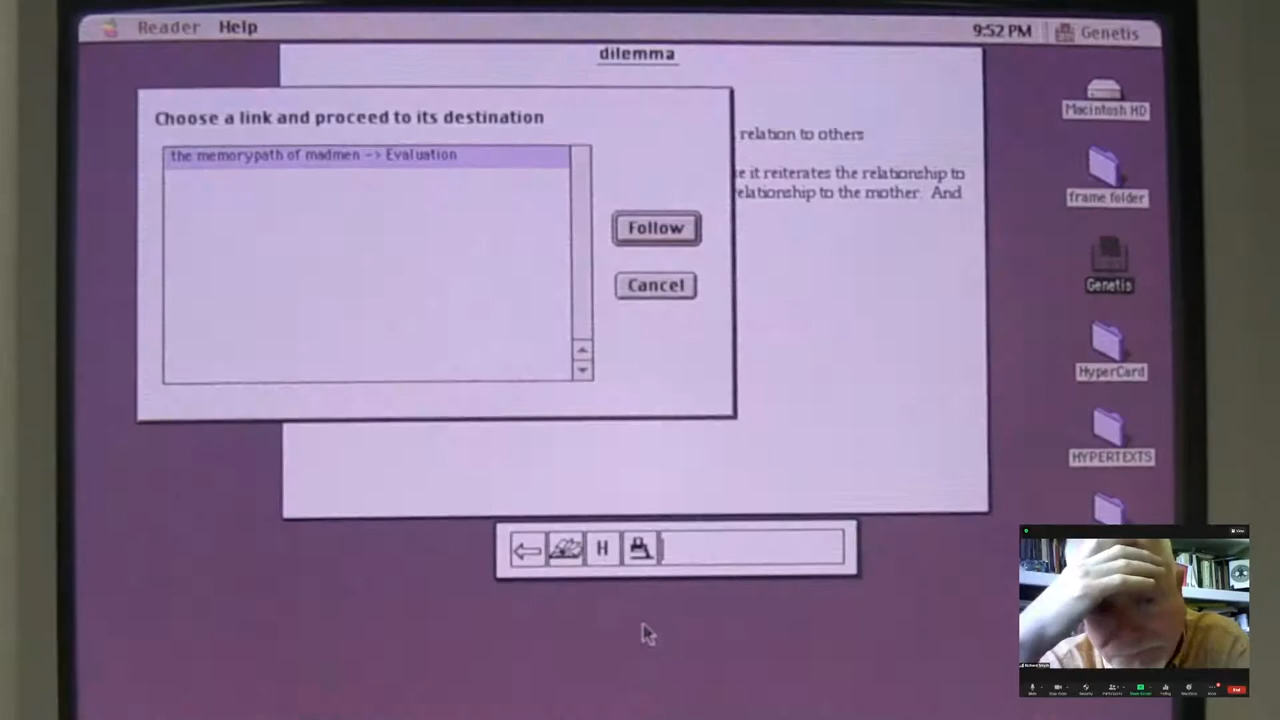 Reader Help 9:52 PM Genetis
dilemma
Choose a link and proceed to its destination
the memorypath of madmen -> Evaluation
Follow
Cancel
relation to others
e it reiterates the relationship to
elationship to the mother. And
H
Macintosh HD
frame folder
Genetis
HyperCard
HYPERTEXTS